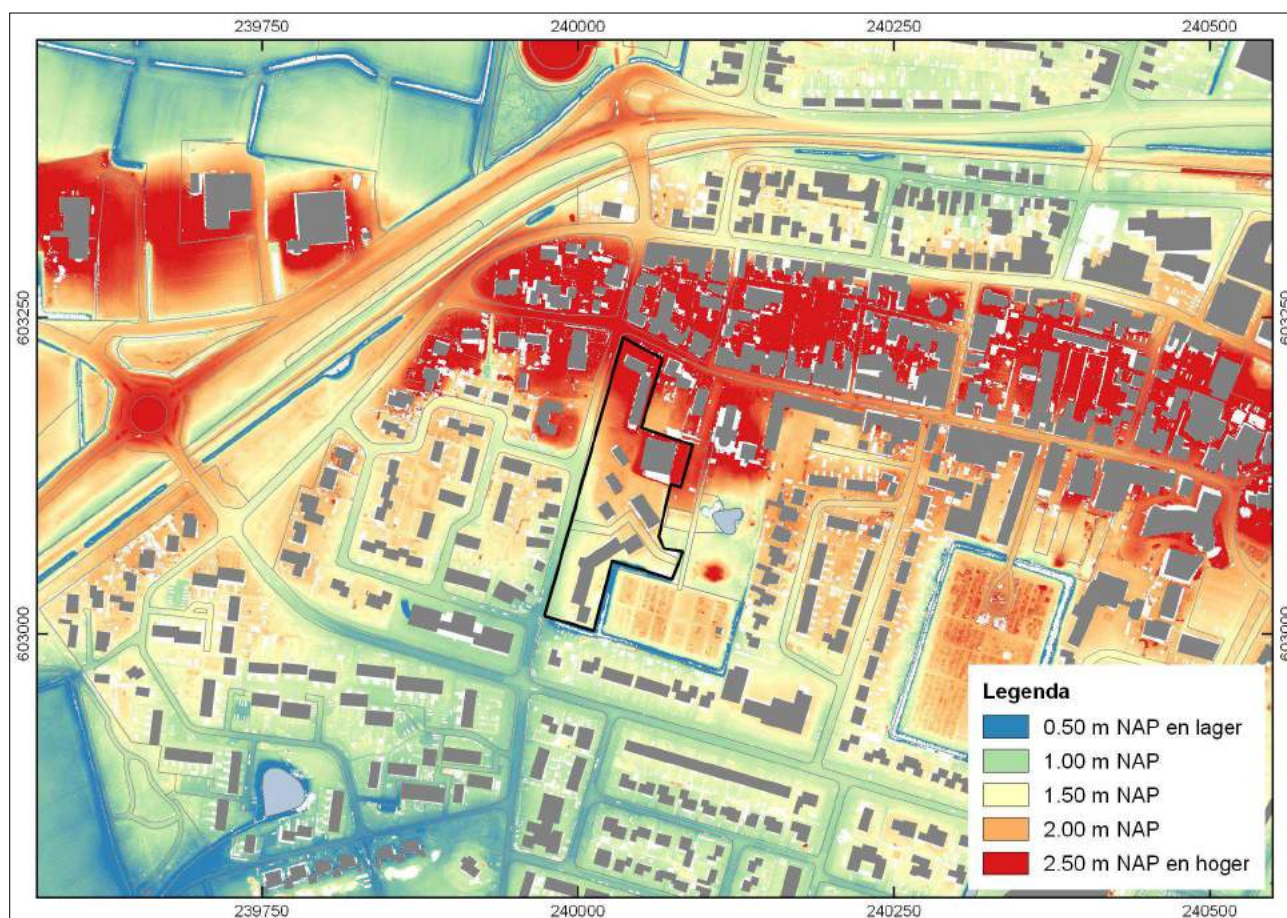 239750 240000 240250 240500
603250 603250
603000 603000
Legenda
0.50 m NAP en lager
1.00 m NAP
1.50 m NAP
2.00 m NAP
2.50 m NAP en hoger
239750 240000 240250 240500